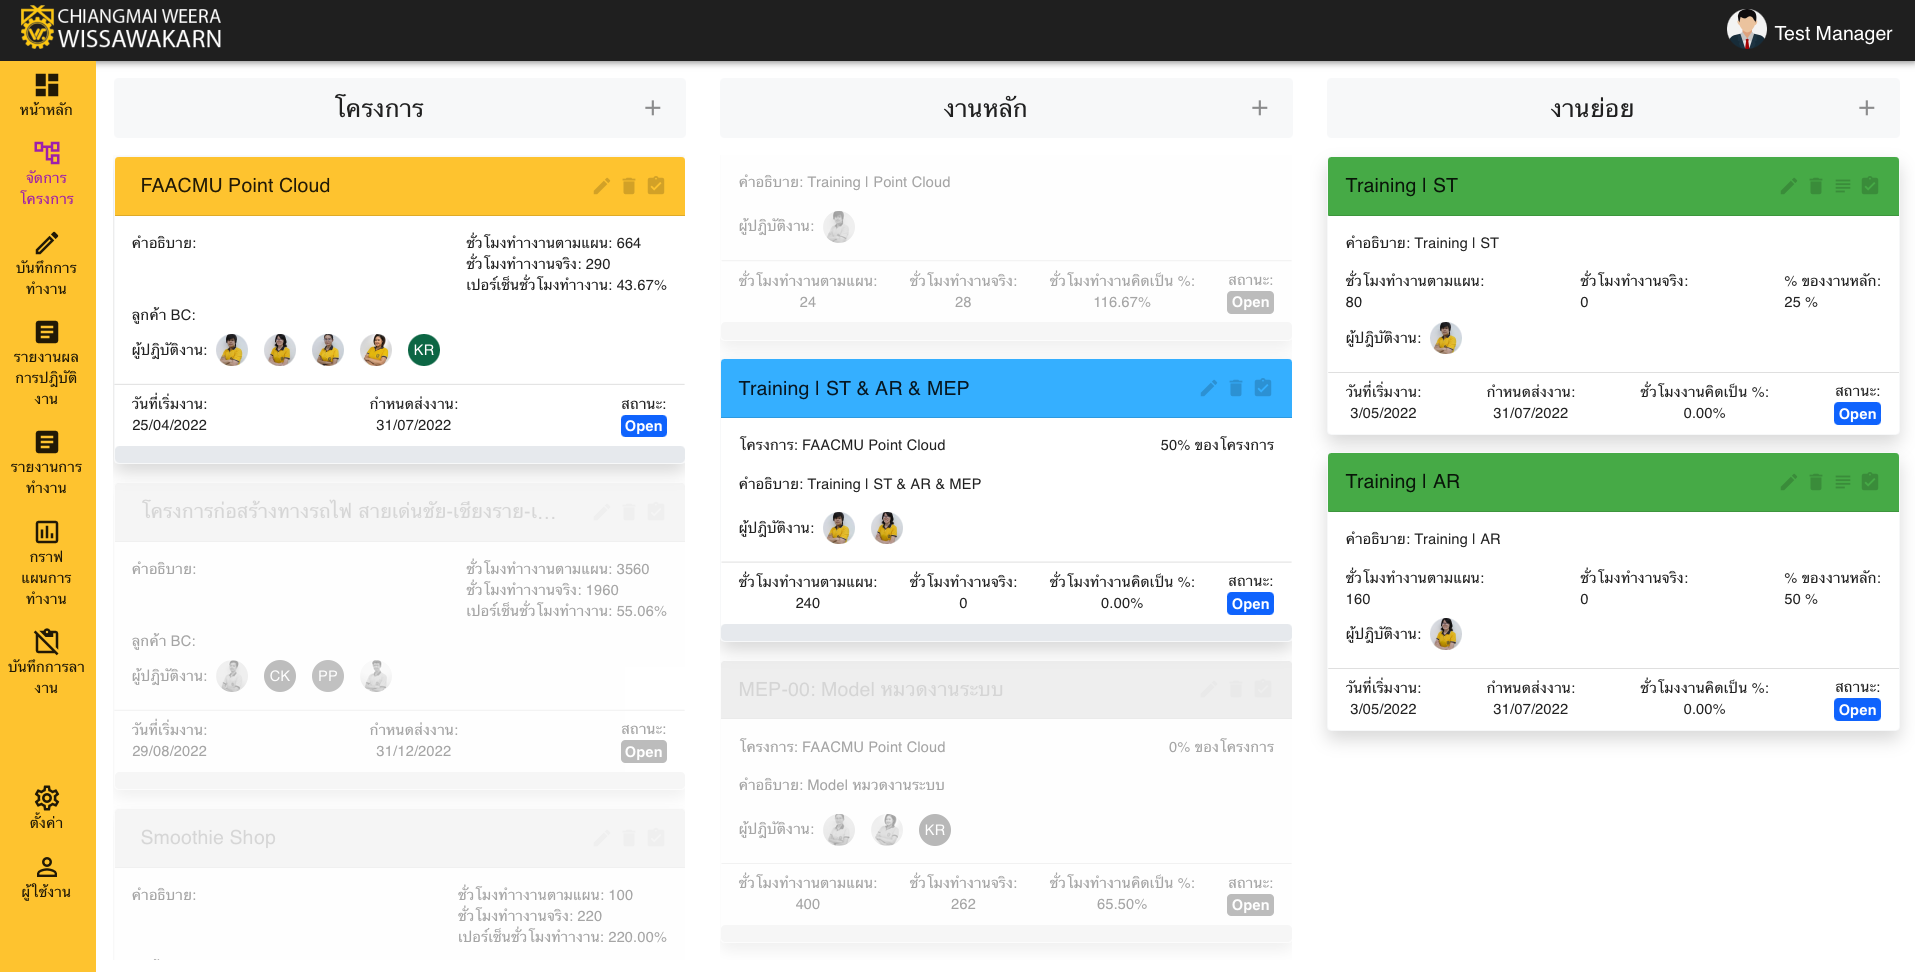 CHIANGMAI WEERA
WISSAWAKARN
Test Manager
หน้าหลัก
จัดการ
โครงการ
บันทึกการ
ทำงาน
รายงานผล
การปฎิบัติ
งาน
รายงานการ
ทำงาน
กราฟ
แผนการ
ทำงาน
บันทึกการลา
งาน
ตั้งค่า
ผู้ใช้งาน
โครงการ
FAACMU Point Cloud
คำอธิบาย:
ชั่วโมงทำางานตามแผน: 664
ชั่วโมงทำางานจริง: 290
เปอร์เซ็นชั่วโมงทำางาน: 43.67%
ลูกค้า BC:
ผู้ปฎิบัติงาน: KR
วันที่เริ่มงาน: กำหนดส่งงาน: สถานะ:
25/04/2022 31/07/2022 Open
โครงการก่อสร้างทางรถไฟ สายเด่นชัย-เชียงราย-เ...
คำอธิบาย:
ชั่วโมงทำางานตามแผน: 3560
ชั่วโมงทำางานจริง: 1960
เปอร์เซ็นชั่วโมงทำางาน: 55.06%
ลูกค้า BC:
ผู้ปฎิบัติงาน: CK PP
วันที่เริ่มงาน: กำหนดส่งงาน: สถานะ:
29/08/2022 31/12/2022 Open
Smoothie Shop
คำอธิบาย:
ชั่วโมงทำางานตามแผน: 100
ชั่วโมงทำางานจริง: 220
เปอร์เซ็นชั่วโมงทำางาน: 220.00%
งานหลัก
คำอธิบาย: Training | Point Cloud
ผู้ปฎิบัติงาน:
ชั่วโมงทำงานตามแผน: ชั่วโมงทำงานจริง: ชั่วโมงทำงานคิดเป็น %: สถานะ:
24 28 116.67% Open
Training | ST & AR & MEP
โครงการ: FAACMU Point Cloud 50% ของโครงการ
คำอธิบาย: Training | ST & AR & MEP
ผู้ปฎิบัติงาน:
ชั่วโมงทำงานตามแผน: ชั่วโมงทำงานจริง: ชั่วโมงทำงานคิดเป็น %: สถานะ:
240 0 0.00% Open
MEP-00: Model หมวดงานระบบ
โครงการ: FAACMU Point Cloud 0% ของโครงการ
คำอธิบาย: Model หมวดงานระบบ
ผู้ปฎิบัติงาน: KR
ชั่วโมงทำงานตามแผน: ชั่วโมงทำงานจริง: ชั่วโมงทำงานคิดเป็น %: สถานะ:
400 262 65.50% Open
งานย่อย
Training | ST
คำอธิบาย: Training | ST
ชั่วโมงทำงานตามแผน: ชั่วโมงทำงานจริง: % ของงานหลัก:
80 0 25 %
ผู้ปฎิบัติงาน:
วันที่เริ่มงาน: กำหนดส่งงาน: ชั่วโมงงานคิดเป็น %: สถานะ:
3/05/2022 31/07/2022 0.00% Open
Training | AR
คำอธิบาย: Training | AR
ชั่วโมงทำงานตามแผน: ชั่วโมงทำงานจริง: % ของงานหลัก:
160 0 50 %
ผู้ปฎิบัติงาน:
วันที่เริ่มงาน: กำหนดส่งงาน: ชั่วโมงงานคิดเป็น %: สถานะ:
3/05/2022 31/07/2022 0.00% Open